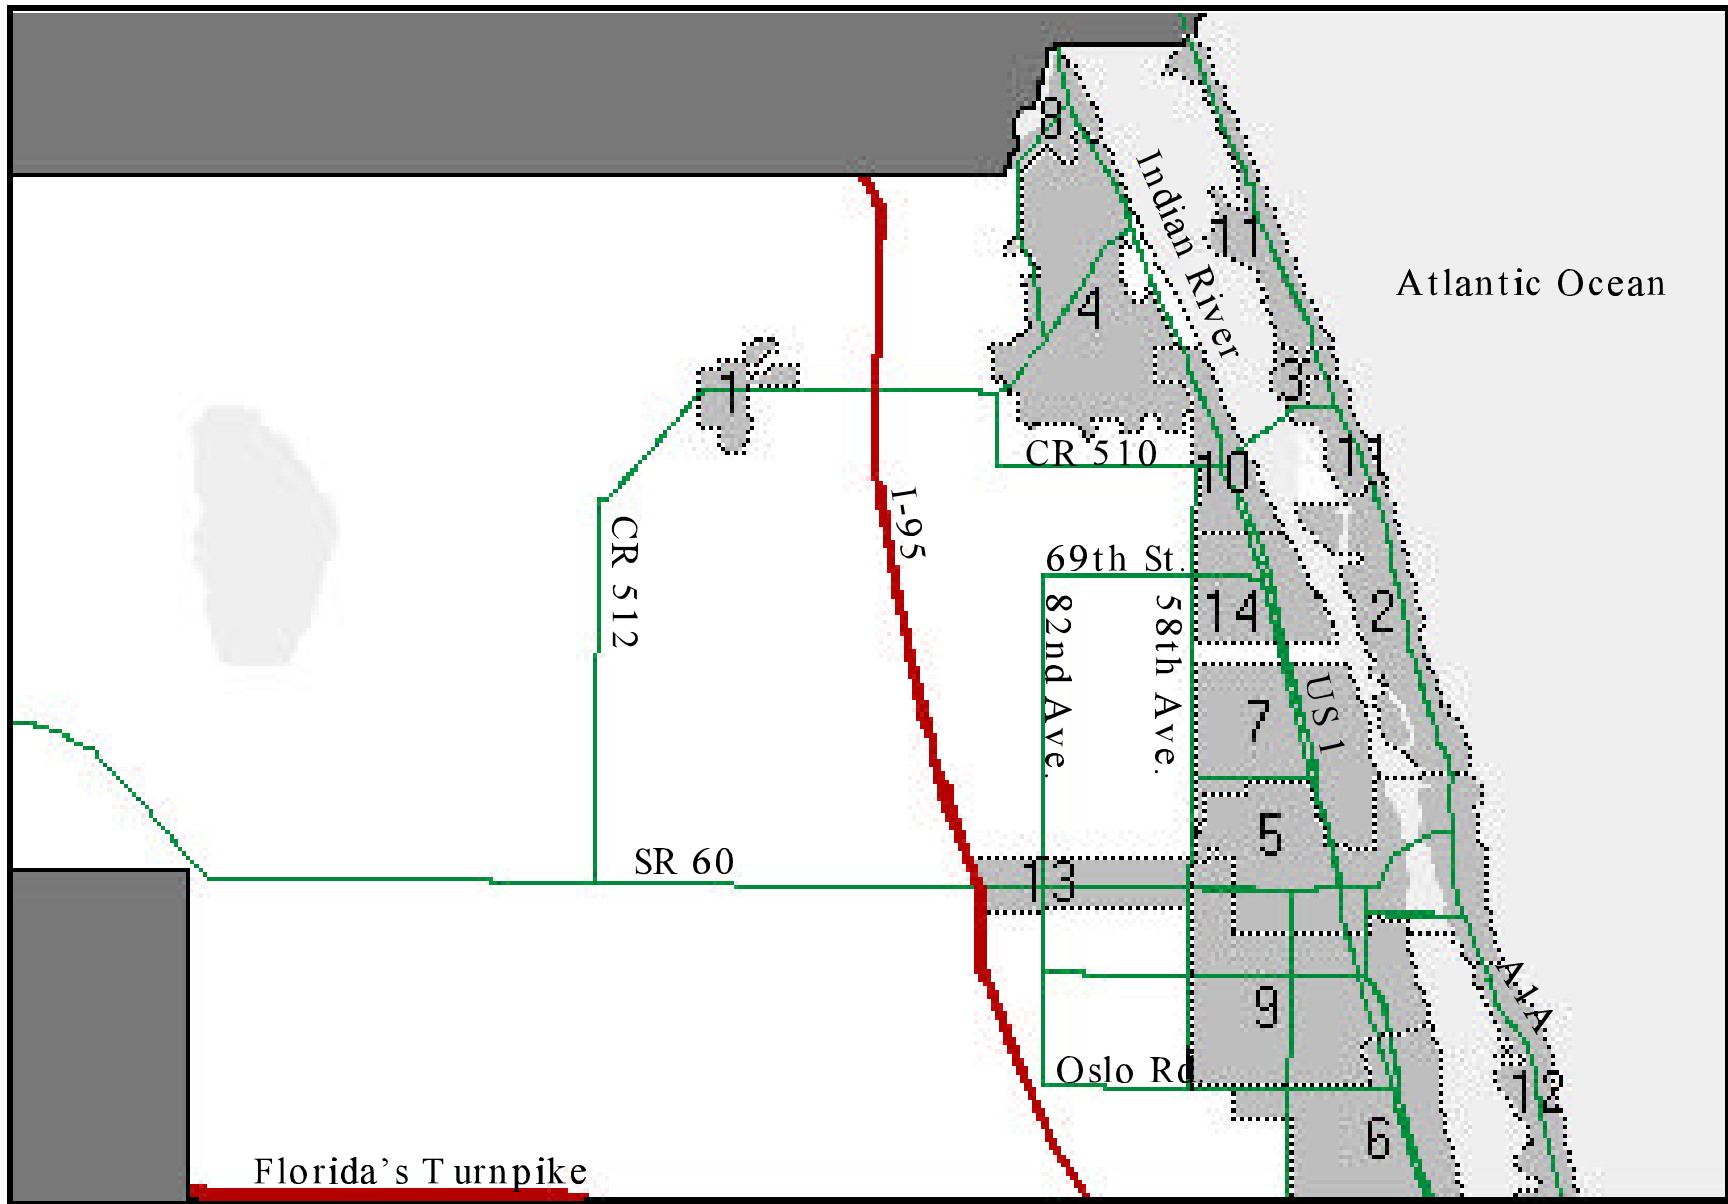 8
Indian River
11
Atlantic Ocean
4
1
3
CR 510
10
11
I-95
CR 512
69th St.
82nd Ave.
58th Ave.
14
2
US 1
7
5
SR 60
13
A1A
9
Oslo Rd.
12
6
Florida's Turnpike